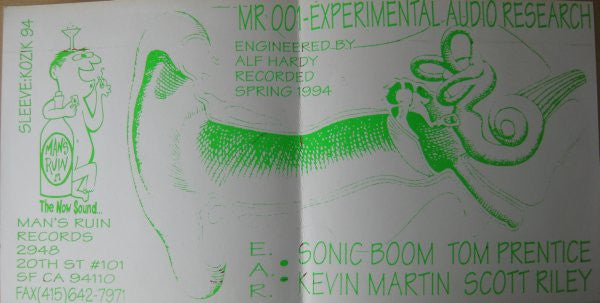 MR 001-EXPERIMENTAL AUDIO RESEARCH
ENGINEERED BY
ALF HARDY
RECORDED
SPRING 1994
SLEEVE: KOZIK 94
MAN'S
RUIN
The Now Sound...
MAN'S RUIN
RECORDS
2948
20TH ST #101
SF CA 94110
FAX(415)642-7971
E. SONIC BOOM TOM PRENTICE
A. KEVIN MARTIN SCOTT RILEY
R.